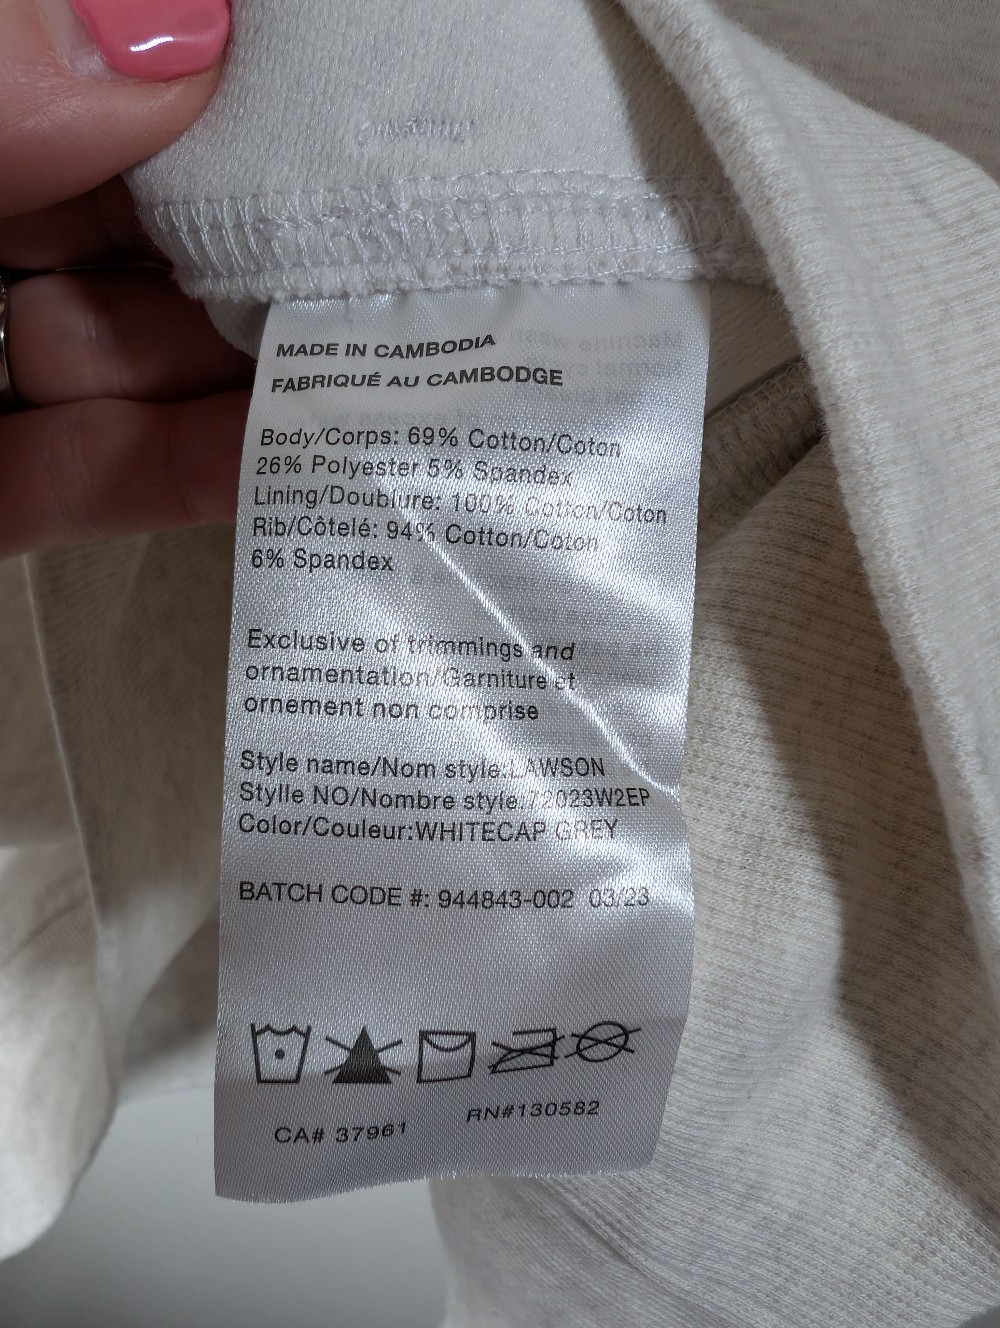 MADE IN CAMBODIA
FABRIQUÉ AU CAMBODGE
Body/Corps: 69% Cotton/Coton
26% Polyester 5% Spandex
Lining/Doublure: 100% Cotton/Coton
Rib/Côtelé: 94% Cotton/Coton
6% Spandex
Exclusive of trimmings and
ornamentation/Garniture et
ornement non comprise
Style name/Nom style:LAWSON
Stylle NO/Nombre style:72023W2EP
Color/Couleur:WHITECAP GREY
BATCH CODE #: 944843-002 03/23
CA# 37961 RN#130582